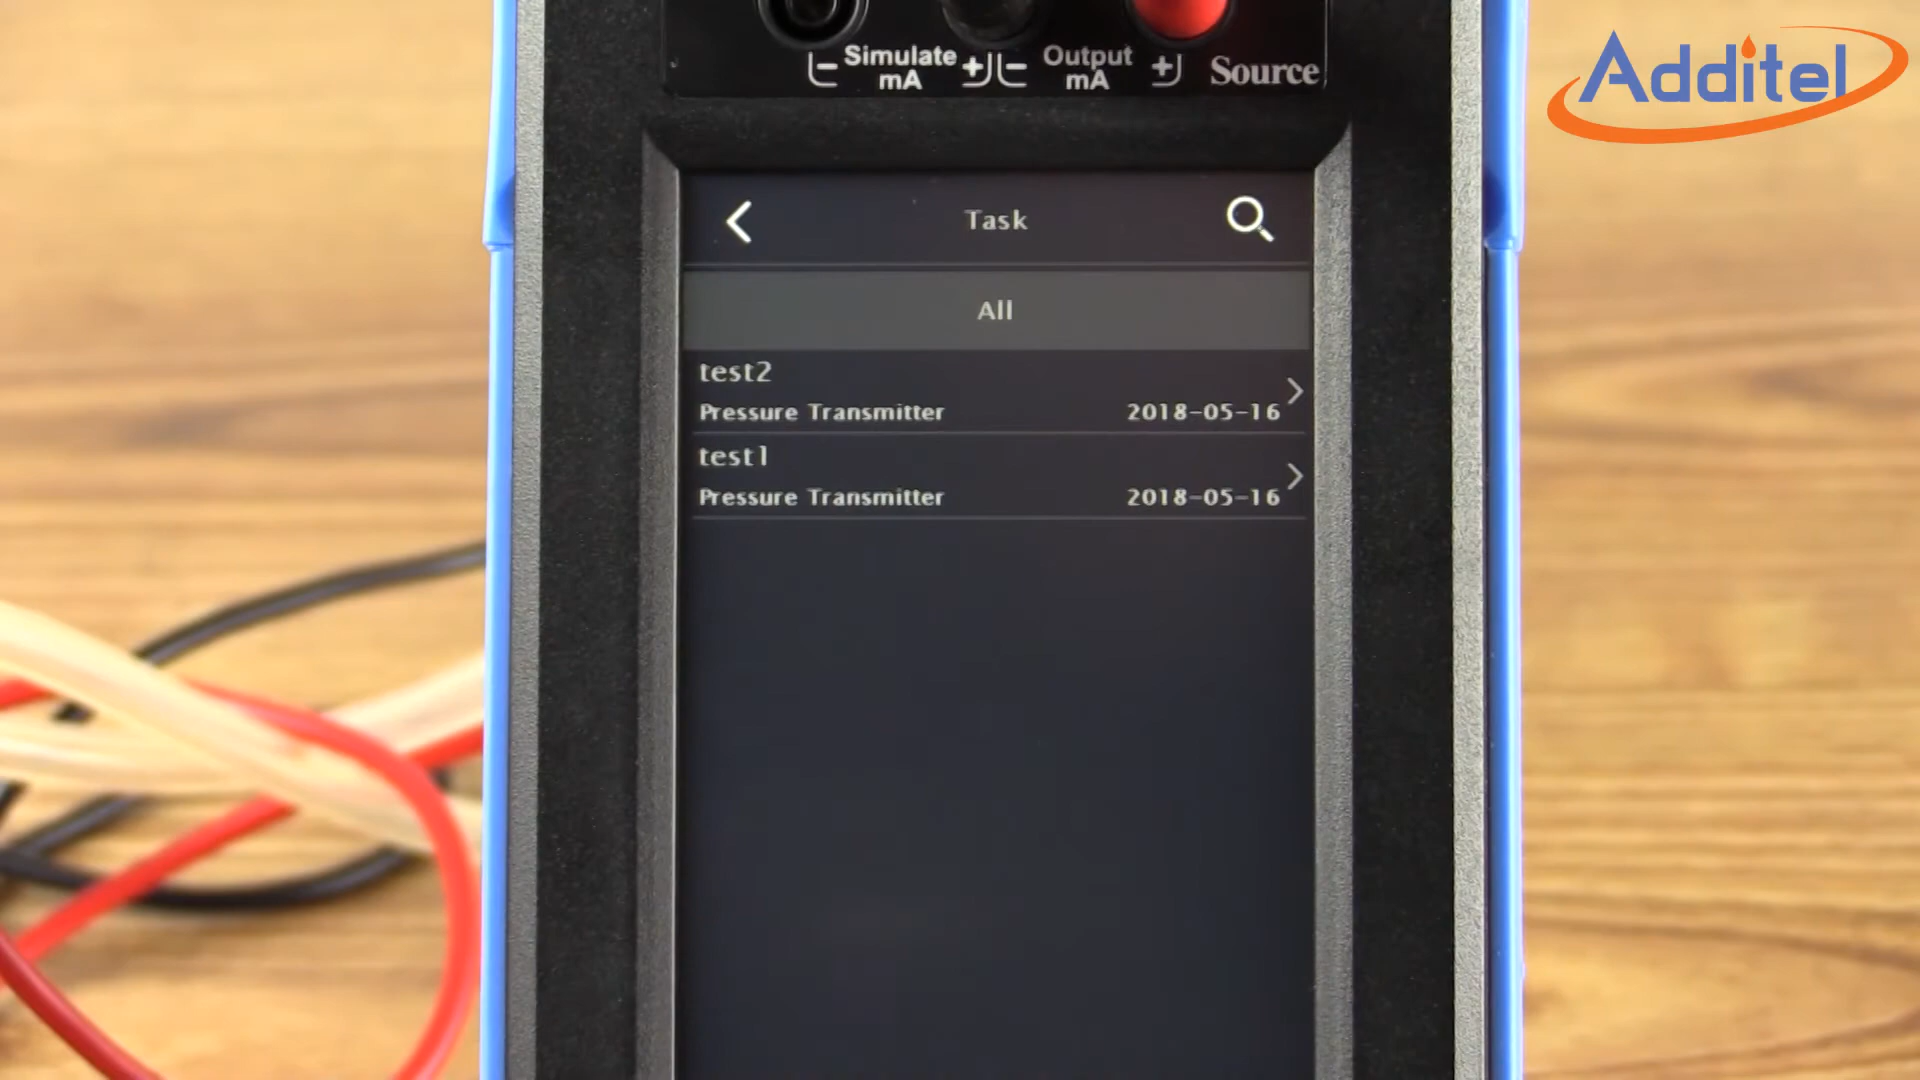 Additel
Simulate Output
mA mA Source
Task
All
test2
Pressure Transmitter 2018-05-16
test1
Pressure Transmitter 2018-05-16